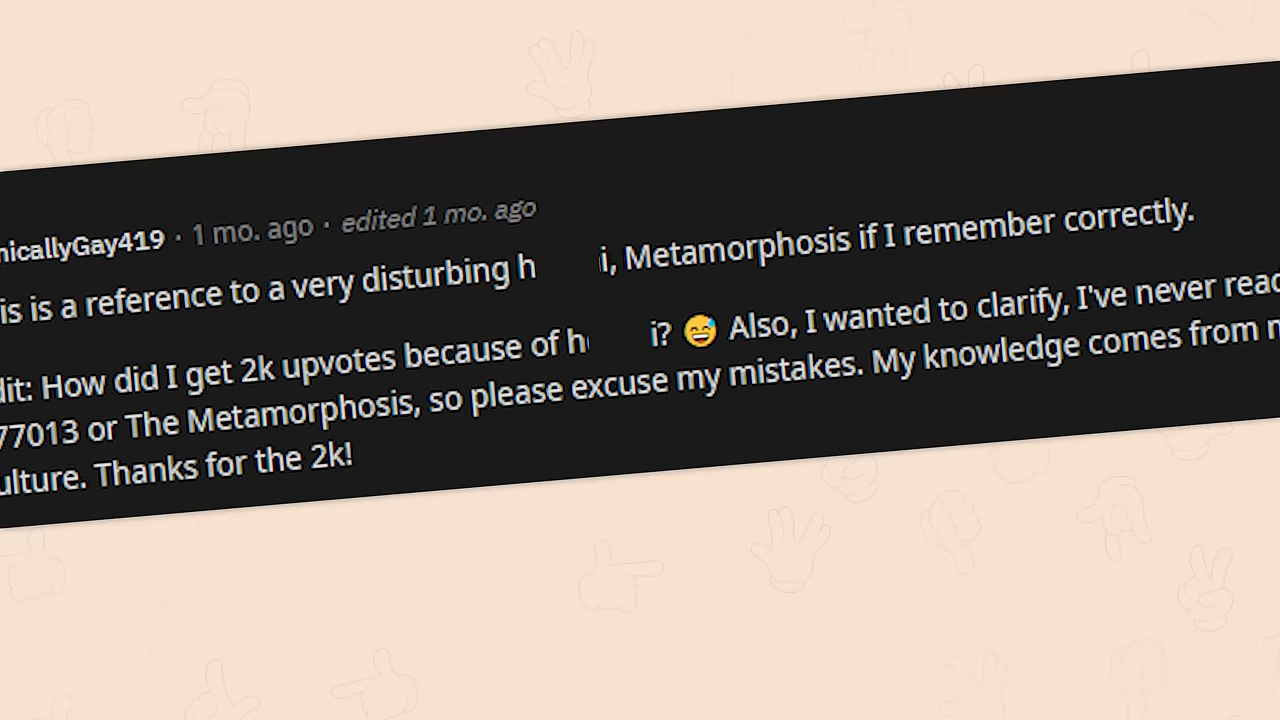 nicallyGay419 · 1 mo. ago · edited 1 mo. ago
is is a reference to a very disturbing h i, Metamorphosis if I remember correctly.
dit: How did I get 2k upvotes because of h i? 😅 Also, I wanted to clarify, I've never read
77013 or The Metamorphosis, so please excuse my mistakes. My knowledge comes from
ulture. Thanks for the 2k!